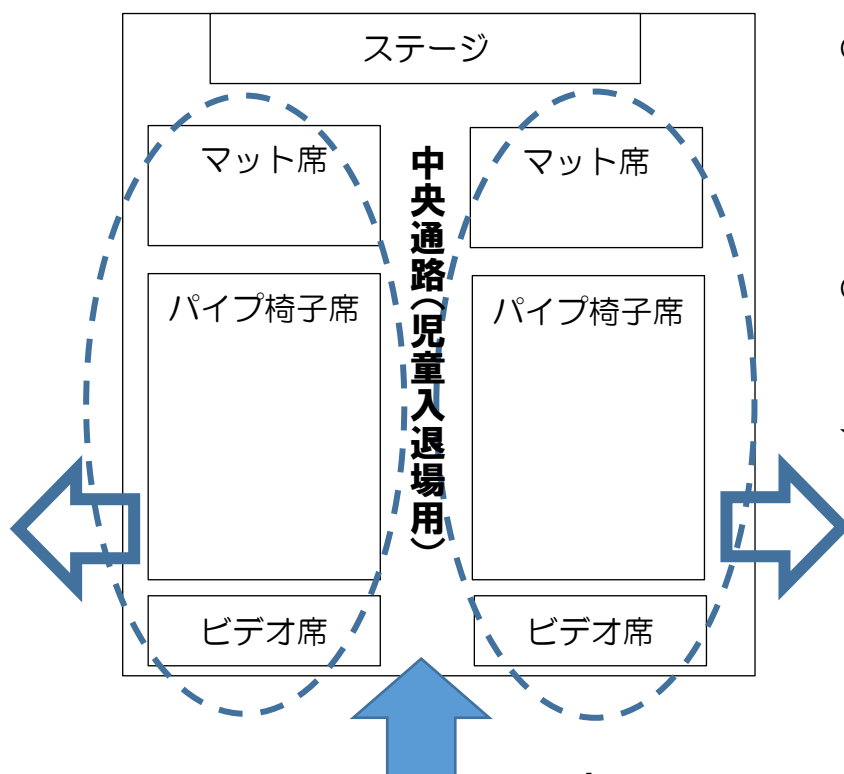 ステージ
マット席
マット席
中央通路(児童入退場用)
パイプ椅子席
パイプ椅子席
ビデオ席
ビデオ席